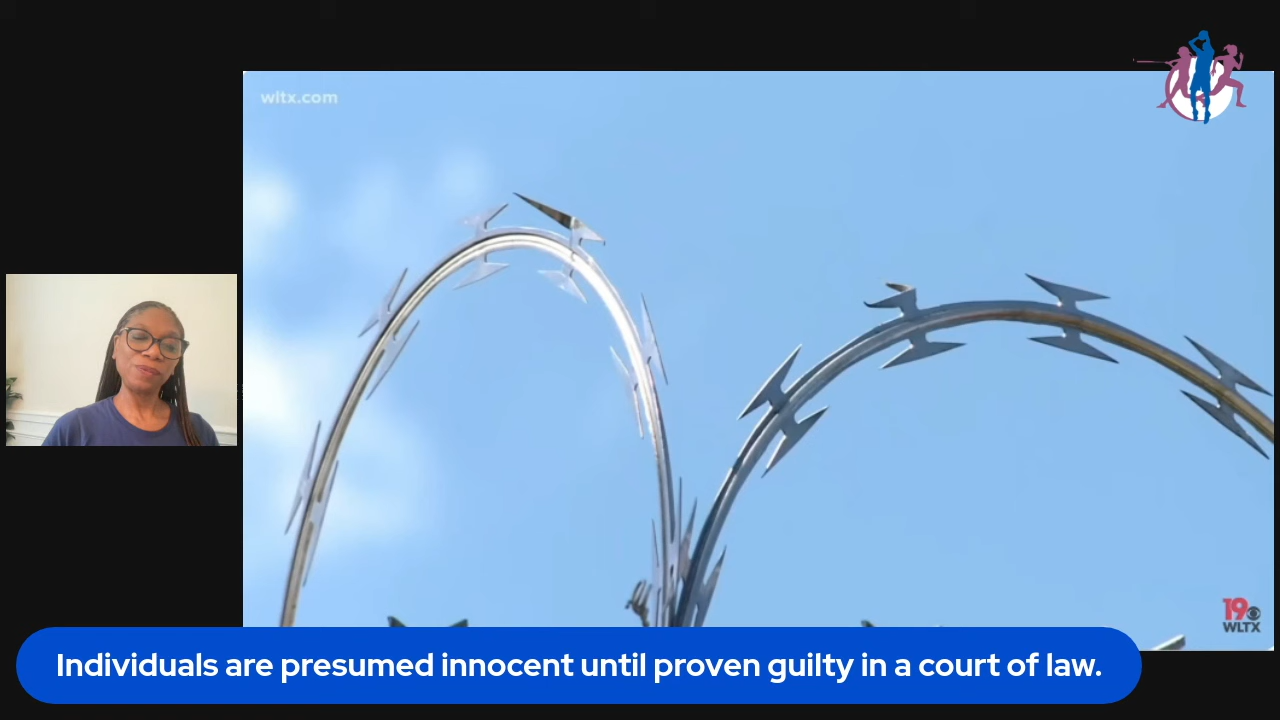 wltx.com
19
WLTX
Individuals are presumed innocent until proven guilty in a court of law.